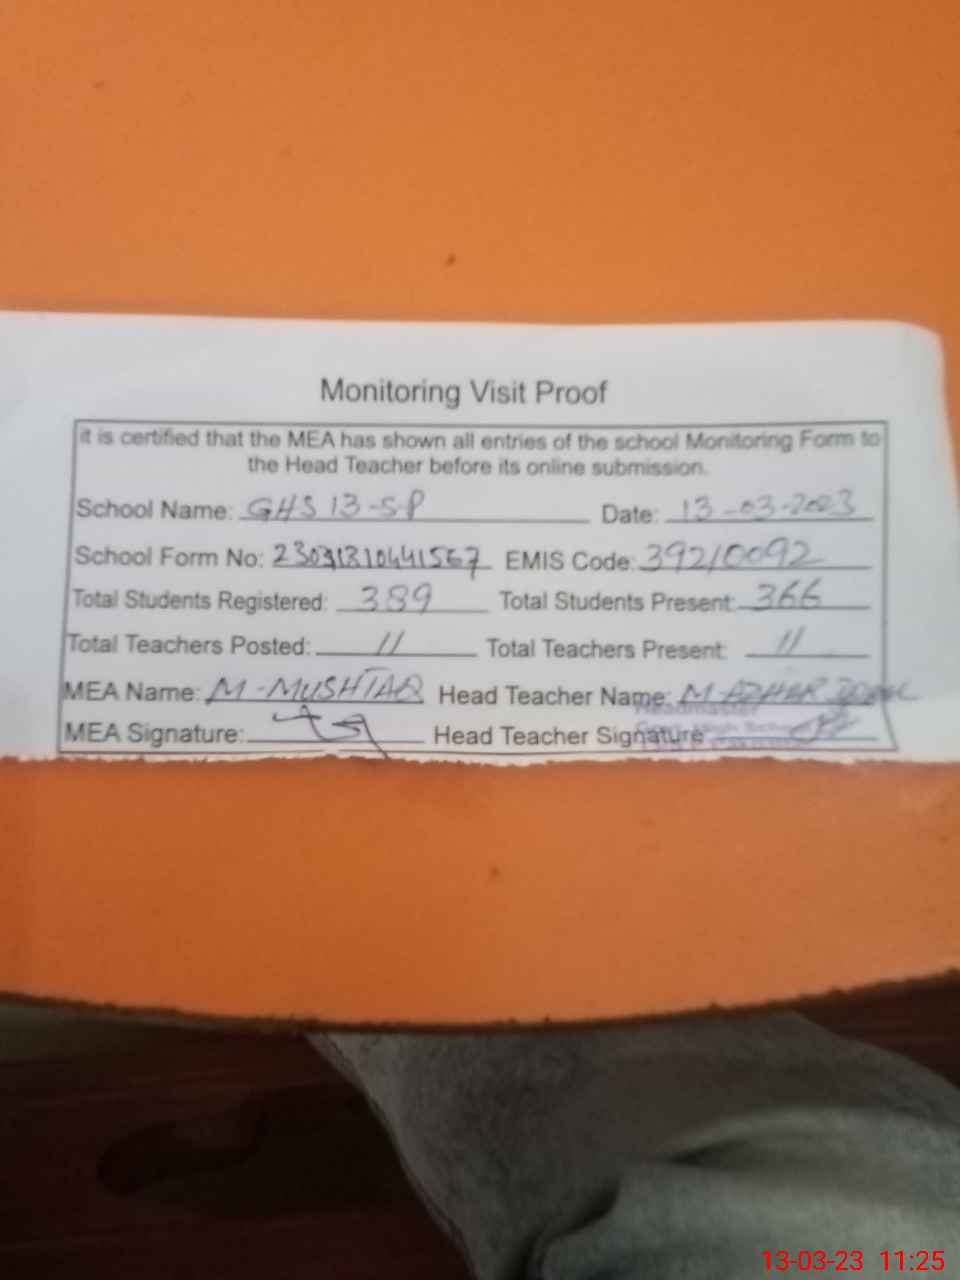 Monitoring Visit Proof
it is certified that the MEA has shown all entries of the school Monitoring Form to
the Head Teacher before its online submission.
School Name: GHS 13-SP Date: 13-03-2023
School Form No: EMIS Code: 39210092
Total Students Registered: 389 Total Students Present: 366
Total Teachers Posted: 11 Total Teachers Present: 11
MEA Name: M-MUSHTAQ Head Teacher Name: M-AZHAR
Headmaster
MEA Signature: Head Teacher Signature
13-03-23 11:25